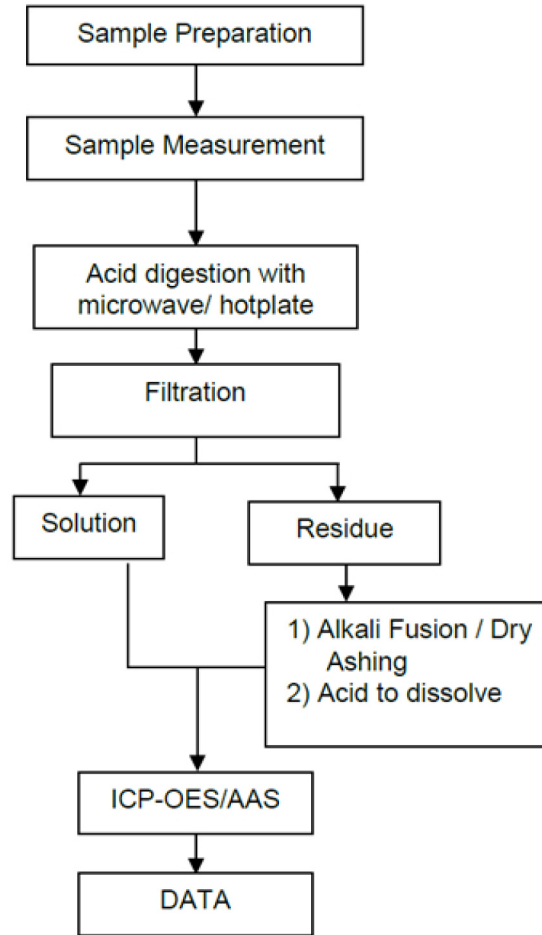 Sample Preparation
Sample Measurement
Acid digestion with
microwave/ hotplate
Filtration
Solution
Residue
1) Alkali Fusion / Dry
Ashing
2) Acid to dissolve
ICP-OES/AAS
DATA